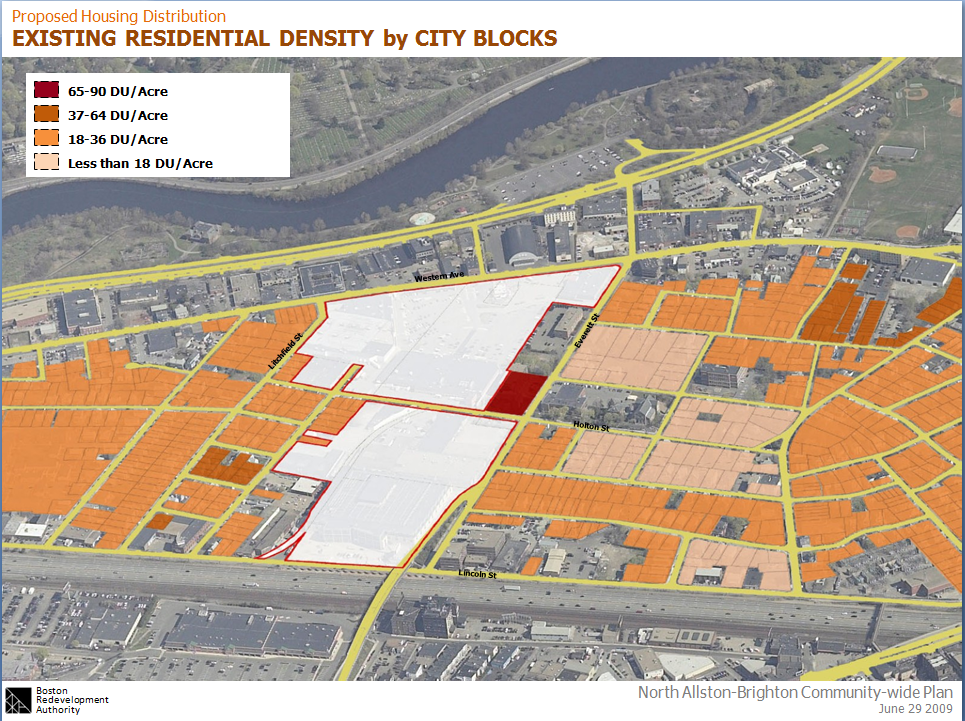 Proposed Housing Distribution
EXISTING RESIDENTIAL DENSITY by CITY BLOCKS
65-90 DU/Acre
37-64 DU/Acre
18-36 DU/Acre
Less than 18 DU/Acre
Western Ave
Litchfield St
Everett St
Holton St
Lincoln St
Boston
Redevelopment
Authority
North Allston-Brighton Community-wide Plan
June 29 2009